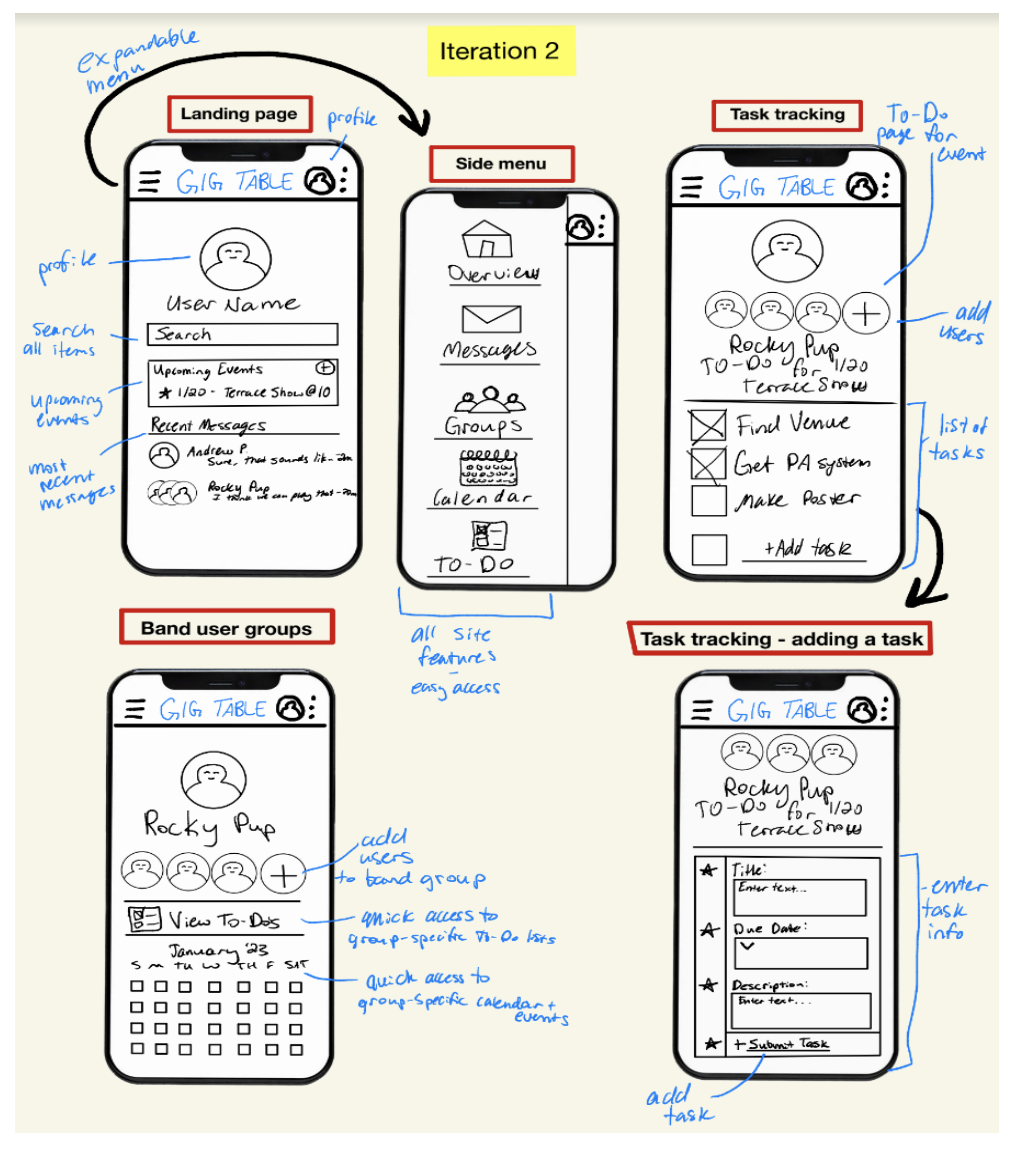 Iteration 2
expandable
menu
Landing page
profile
GIG TABLE
profile
User Name
Search
all items
Search
Upcoming Events
1/20 - Terrace Show @ 10
upcoming
events
Recent Messages
Andrew P.
Sure, that sounds lik- 2m
most
recent
messages
Rocky Pup
I think we can play that - 20m
Side menu
Overview
Messages
Groups
Calendar
TO-DO
all site
features
-
easy access
Task tracking
To-Do
page for
event
GIG TABLE
add
users
Rocky Pup
TO-DO for 1/20
Terrace Show
Find Venue
Get PA system
Make Poster
+Add task
list of
tasks
Band user groups
GIG TABLE
Rocky Pup
add
users
to band group
View To-Dos
quick access to
group-specific To-Do lists
January '23
S M TU W TH F SAT
quick access to
group-specific calendar +
events
Task tracking - adding a task
GIG TABLE
Rocky Pup
TO-DO for 1/20
Terrace Show
Title:
Enter text...
Due Date:
Description:
Enter text...
+ Submit Task
enter
task
info
add
task